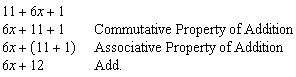 11 + 6x + 1
6x + 11 + 1 Commutative Property of Addition
6x + (11 + 1) Associative Property of Addition
6x + 12 Add.